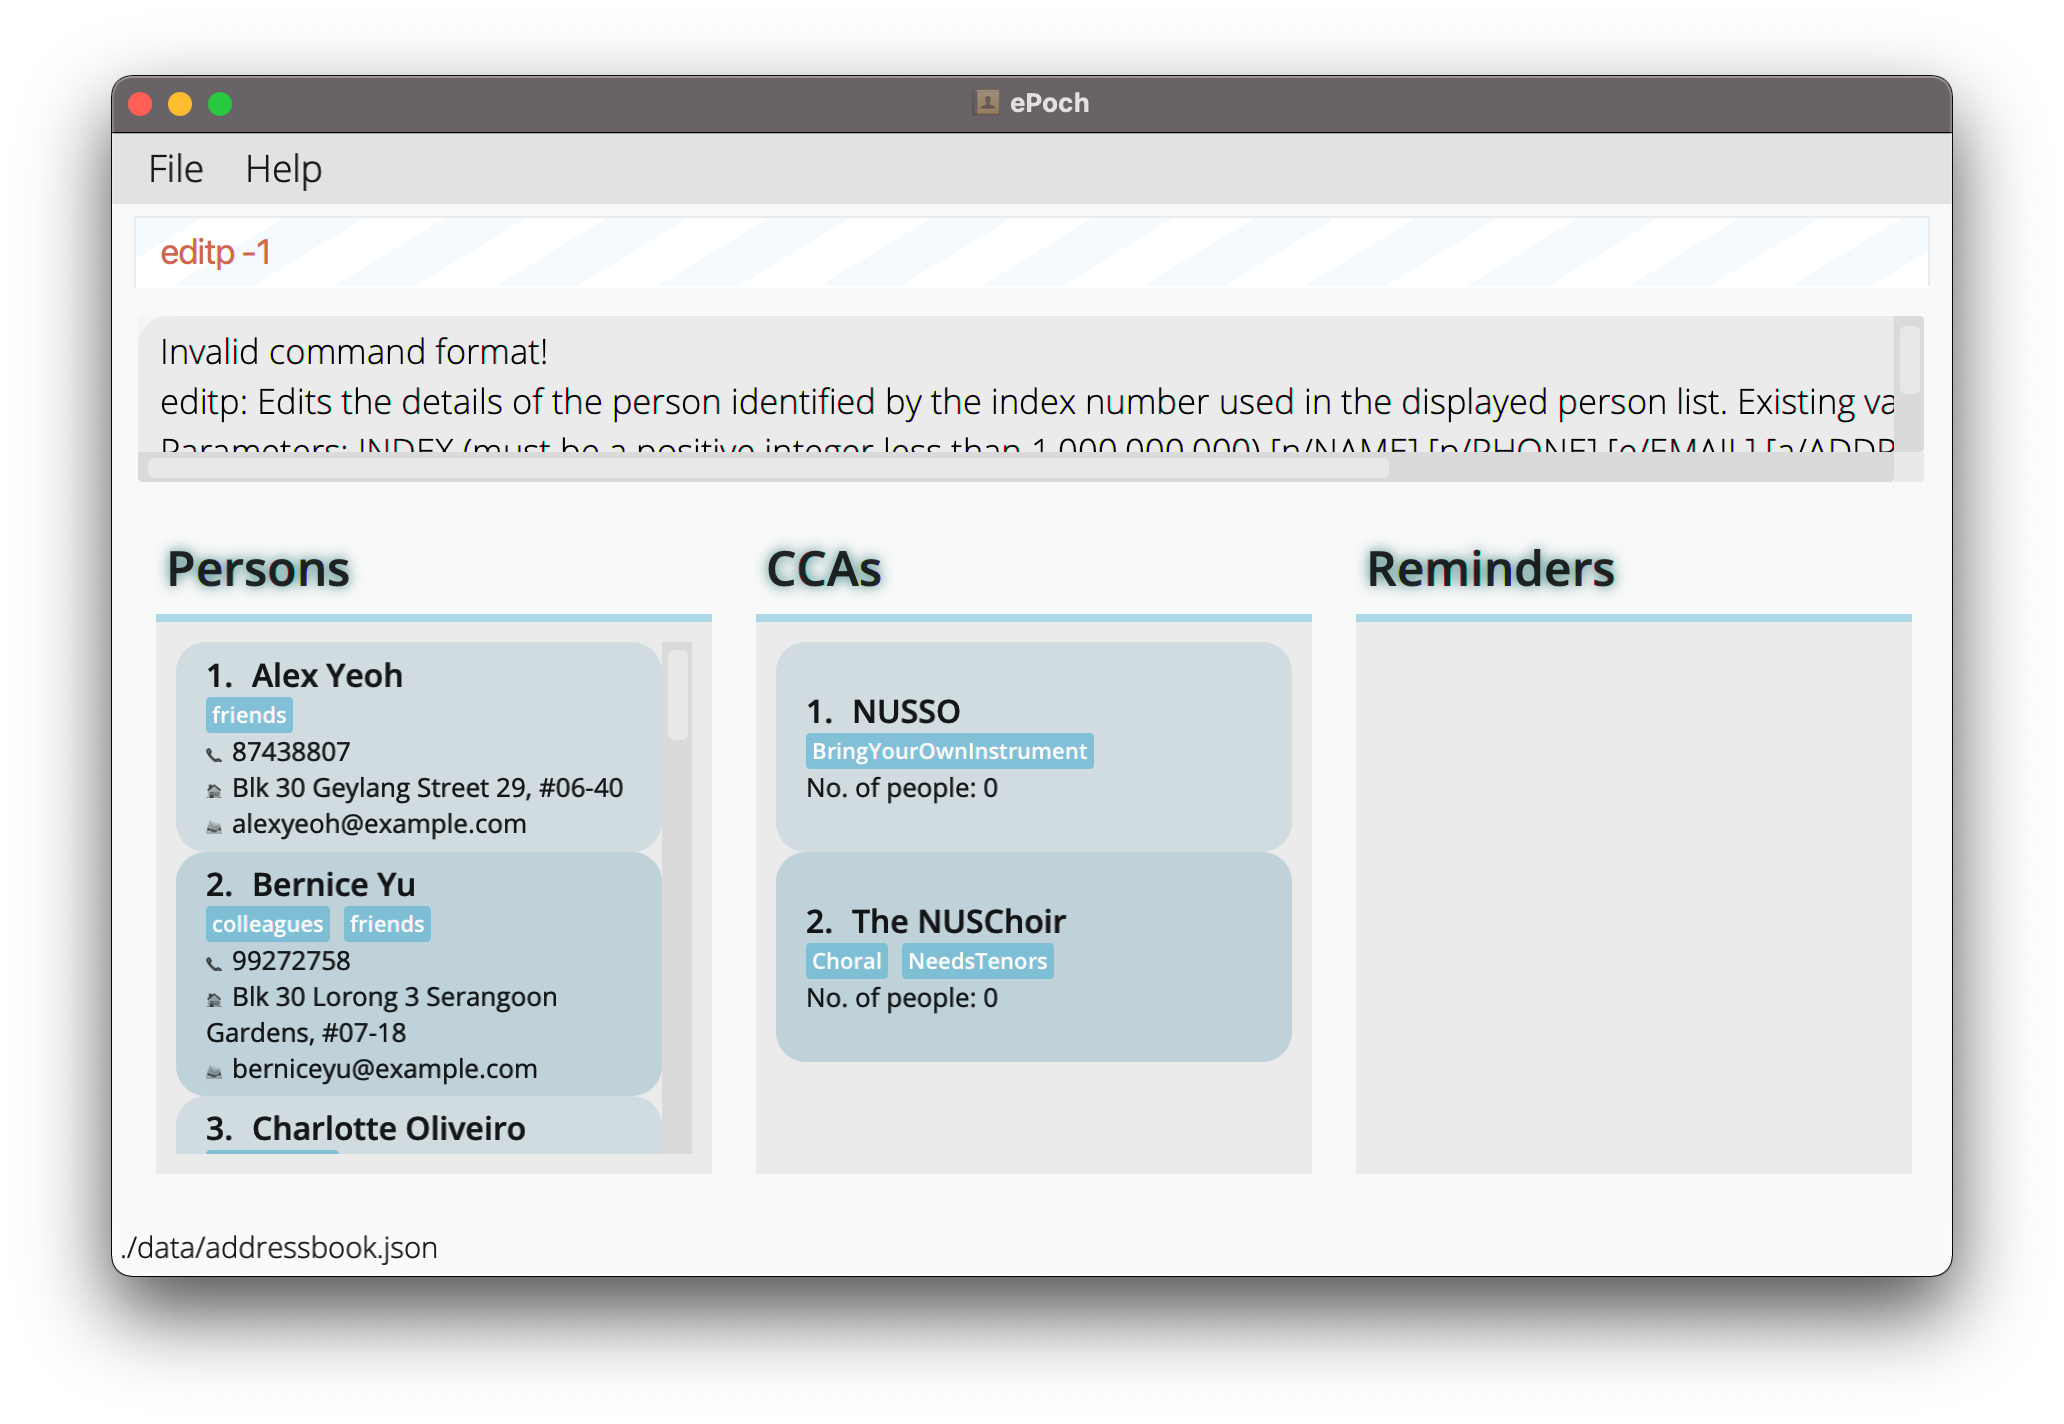 ePoch
File Help
editp -1
Invalid command format!
editp: Edits the details of the person identified by the index number used in the displayed person list. Existing va
Parameters: INDEX (must be a positive integer less than 1,000,000,000) [n/NAME] [p/PHONE] [e/EMAIL] [a/ADDR
Persons
1. Alex Yeoh
friends
87438807
Blk 30 Geylang Street 29, #06-40
alexyeoh@example.com
2. Bernice Yu
colleagues friends
99272758
Blk 30 Lorong 3 Serangoon
Gardens, #07-18
berniceyu@example.com
3. Charlotte Oliveiro
CCAs
1. NUSSO
BringYourOwnInstrument
No. of people: 0
2. The NUSChoir
Choral NeedsTenors
No. of people: 0
Reminders
./data/addressbook.json